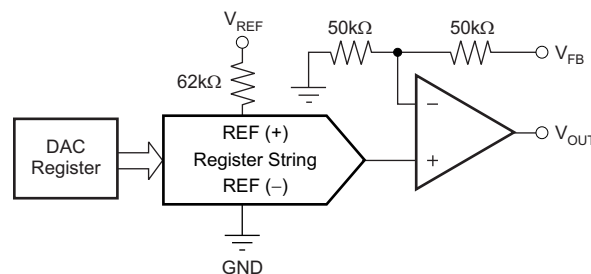 50kΩ 50kΩ
V_REF
V_FB
62kΩ
REF (+)
−
DAC
Register
Register String
+
V_OUT
REF (−)
GND